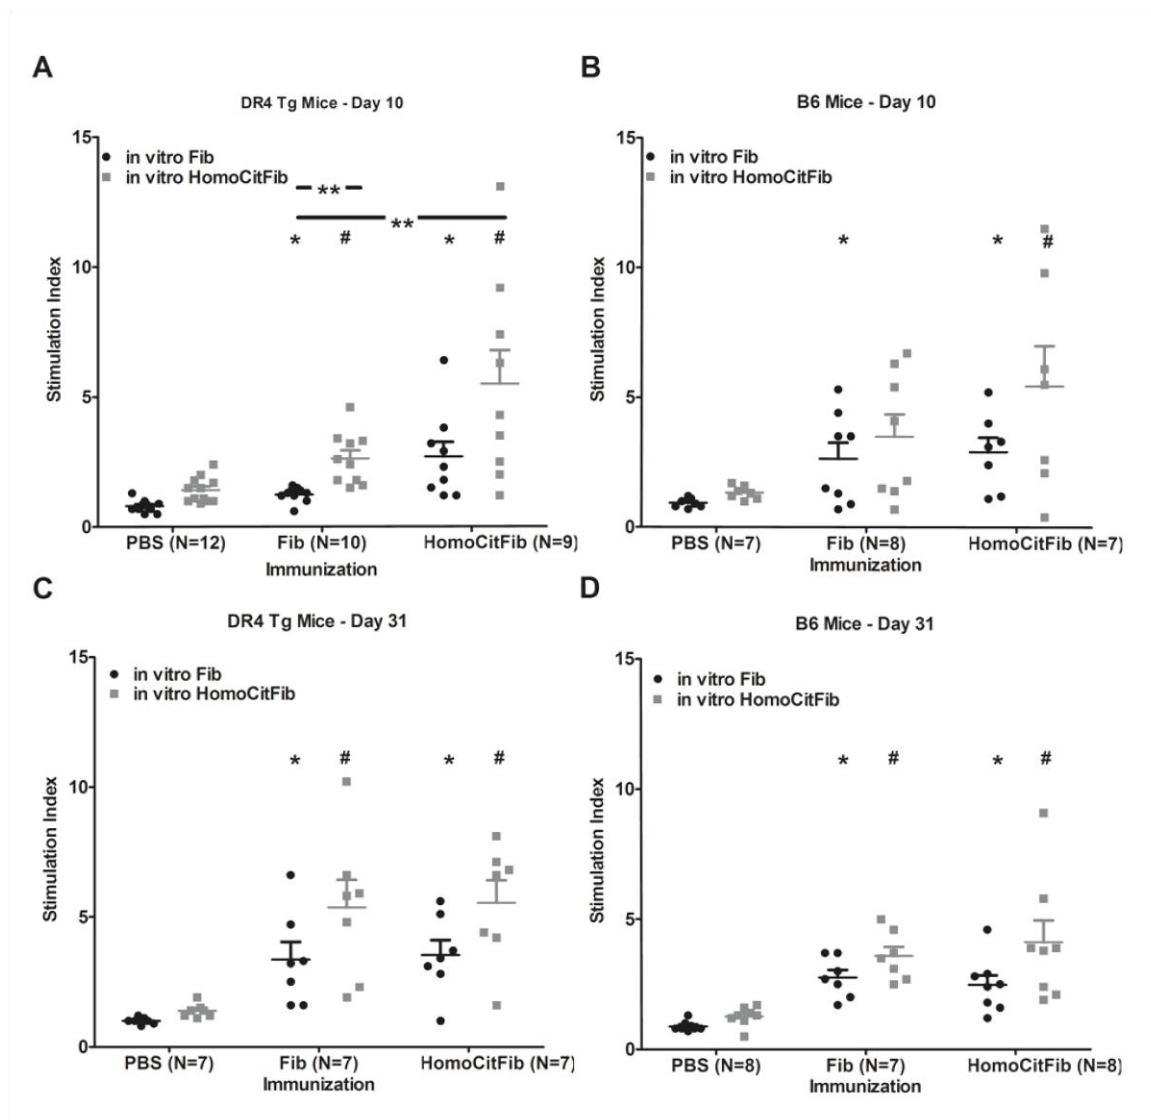 A
DR4 Tg Mice - Day 10
15
10
5
0
Stimulation Index
in vitro Fib
in vitro HomoCitFib
**
**
* # * #
PBS (N=12) Fib (N=10) HomoCitFib (N=9)
Immunization
B
B6 Mice - Day 10
15
10
5
0
Stimulation Index
in vitro Fib
in vitro HomoCitFib
* * #
PBS (N=7) Fib (N=8) HomoCitFib (N=7)
Immunization
C
DR4 Tg Mice - Day 31
15
10
5
0
Stimulation Index
in vitro Fib
in vitro HomoCitFib
* # * #
PBS (N=7) Fib (N=7) HomoCitFib (N=7)
Immunization
D
B6 Mice - Day 31
15
10
5
0
Stimulation Index
in vitro Fib
in vitro HomoCitFib
* # * #
PBS (N=8) Fib (N=7) HomoCitFib (N=8)
Immunization